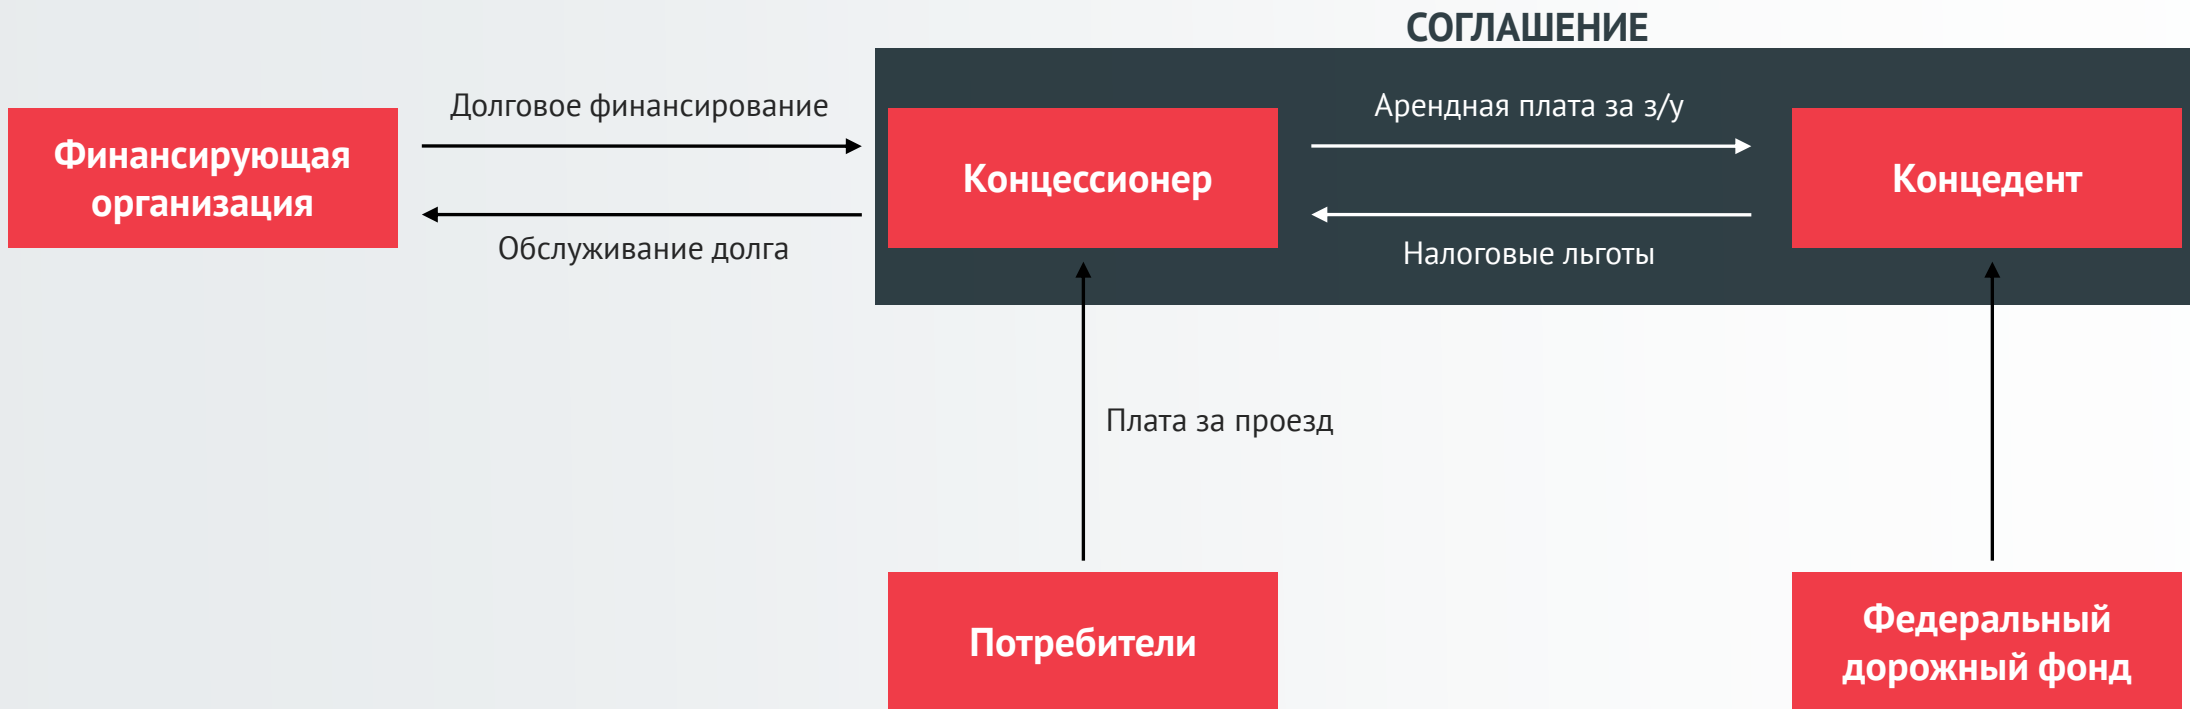 СОГЛАШЕНИЕ
Долговое финансирование
Арендная плата за з/у
Финансирующая
организация
Концессионер
Концедент
Обслуживание долга
Налоговые льготы
Плата за проезд
Потребители
Федеральный
дорожный фонд